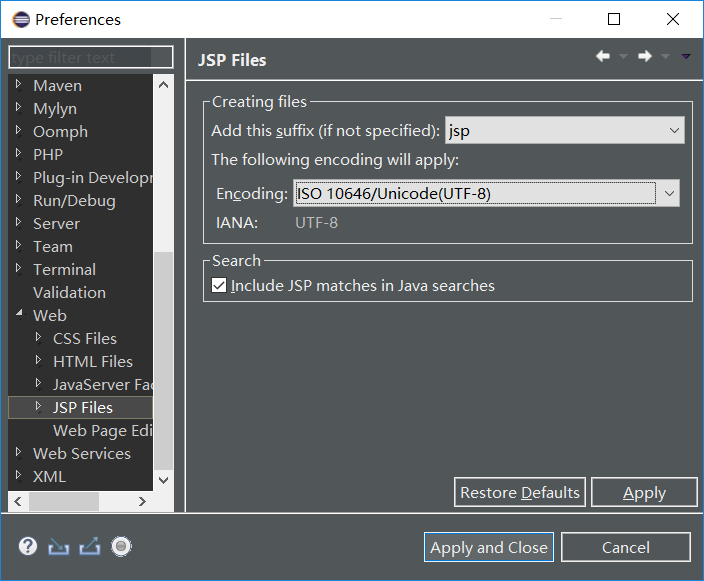 Preferences
type filter text
Maven
Mylyn
Oomph
PHP
Plug-in Developr
Run/Debug
Server
Team
Terminal
Validation
Web
CSS Files
HTML Files
JavaServer Fac
JSP Files
Web Page Edi
Web Services
XML
JSP Files
Creating files
Add this suffix (if not specified): jsp
The following encoding will apply:
Encoding: ISO 10646/Unicode(UTF-8)
IANA: UTF-8
Search
Include JSP matches in Java searches
Restore Defaults Apply
Apply and Close Cancel